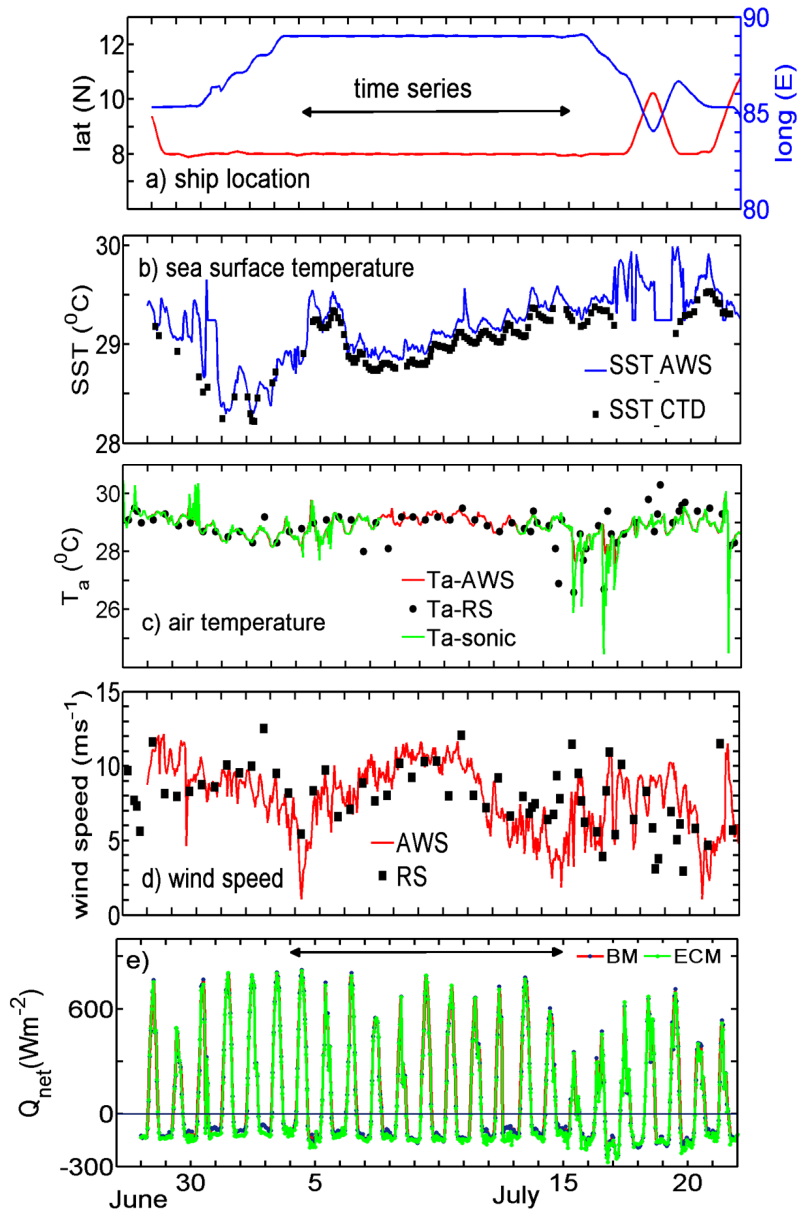 12
10
8
lat (N)
90
85
80
long (E)
time series
a) ship location
30
29
28
SST (⁰C)
b) sea surface temperature
SST_AWS
SST_CTD
30
28
26
Tₐ (⁰C)
Ta-AWS
Ta-RS
Ta-sonic
c) air temperature
15
10
5
0
wind speed (ms⁻¹)
AWS
RS
d) wind speed
e)
BM
ECM
600
0
-300
Qₙₑₜ(Wm⁻²)
30
5
15
20
June
July